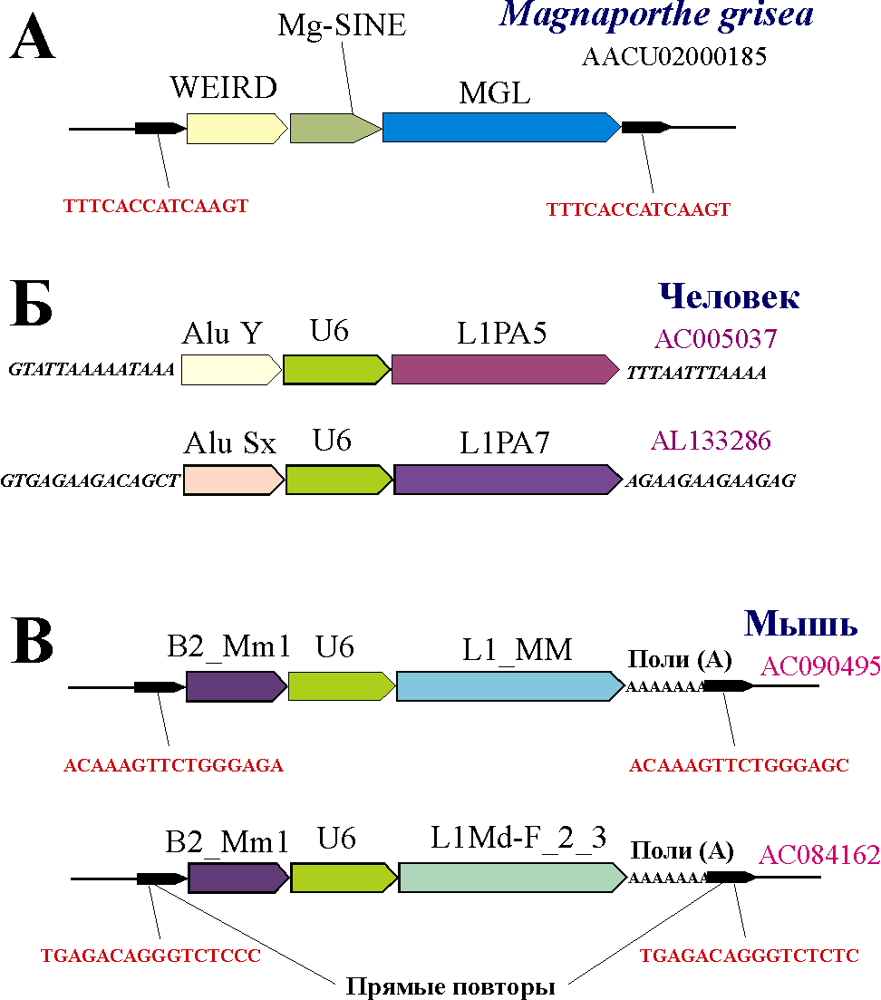 А
Mg-SINE
Magnaporthe grisea
AACU02000185
WEIRD
MGL
TTTCACCATCAAGT
TTTCACCATCAAGT
Б
Человек
Alu Y
U6
L1PA5
AC005037
GTATTAAAAATAAA
TTTAATTTAAAA
Alu Sx
U6
L1PA7
AL133286
GTGAGAAGACAGCT
AGAAGAAGAAGAG
В
Мышь
B2_Mm1
U6
L1_MM
Поли (А)
AC090495
AAAAAAA
ACAAAGTTCTGGGAGA
ACAAAGTTCTGGGAGC
B2_Mm1
U6
L1Md-F_2_3
Поли (А)
AC084162
AAAAAAA
TGAGACAGGGTCTCCC
TGAGACAGGGTCTCTC
Прямые повторы